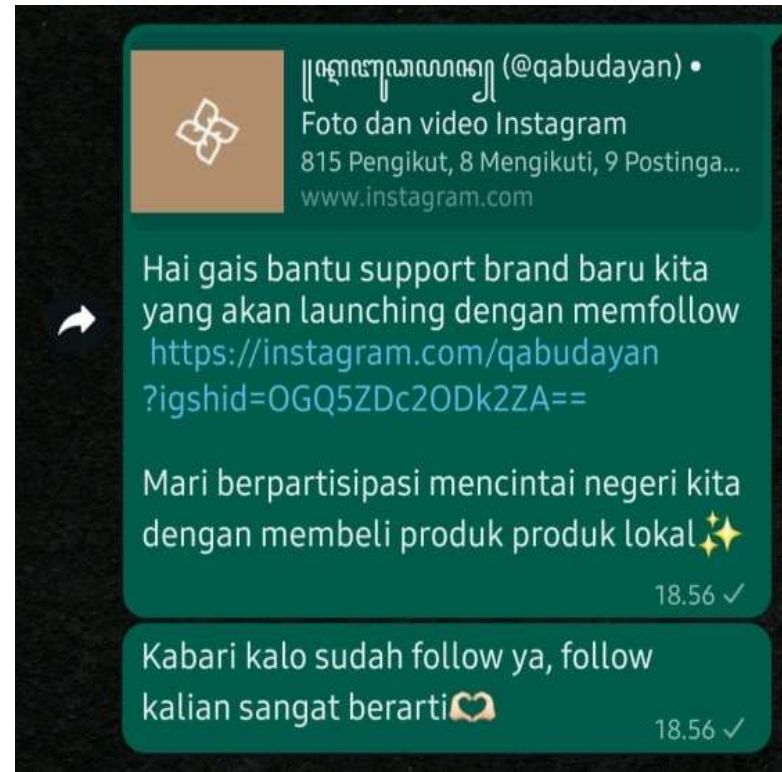 (@qabudayan) •
Foto dan video Instagram
815 Pengikut, 8 Mengikuti, 9 Postinga...
www.instagram.com
Hai gais bantu support brand baru kita
yang akan launching dengan memfollow
https://instagram.com/qabudayan
?igshid=OGQ5ZDc2ODk2ZA==
Mari berpartisipasi mencintai negeri kita
dengan membeli produk produk lokal✨
18.56 ✓
Kabari kalo sudah follow ya, follow
kalian sangat berarti🫶🏻
18.56 ✓